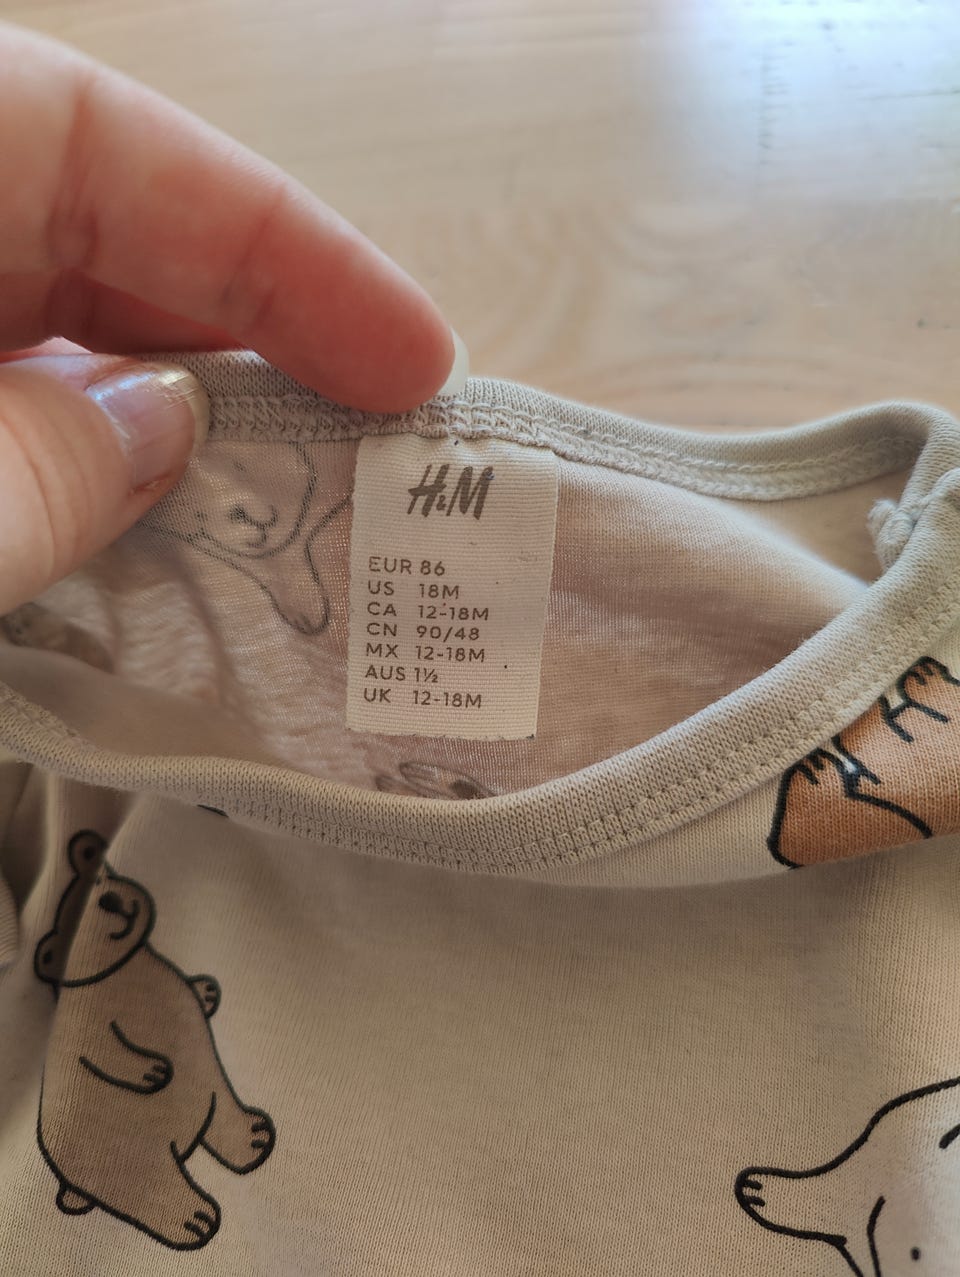 H&M
EUR 86
US 18M
CA 12-18M
CN 90/48
MX 12-18M
AUS 1½
UK 12-18M